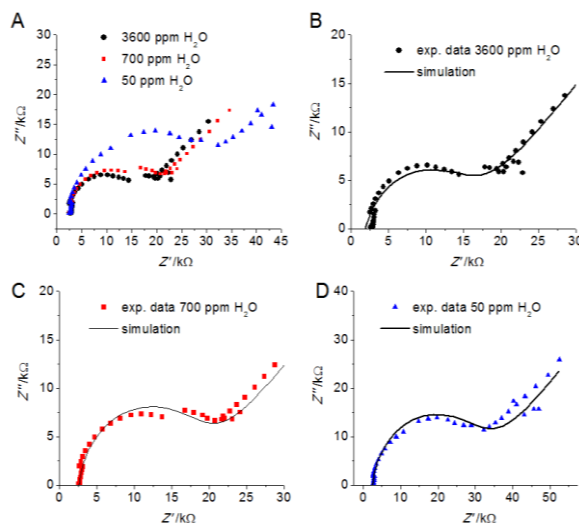 A
3600 ppm H₂O
700 ppm H₂O
50 ppm H₂O
Z''/kΩ
30
25
20
15
10
5
0
0 5 10 15 20 25 30 35 40 45
Z'/kΩ
B
exp. data 3600 ppm H₂O
simulation
Z''/kΩ
20
15
10
5
0
0 5 10 15 20 25 30
Z'/kΩ
C
exp. data 700 ppm H₂O
simulation
Z''/kΩ
20
15
10
5
0
0 5 10 15 20 25 30
Z'/kΩ
D
exp. data 50 ppm H₂O
simulation
Z''/kΩ
40
30
20
10
0
0 10 20 30 40 50
Z'/kΩ